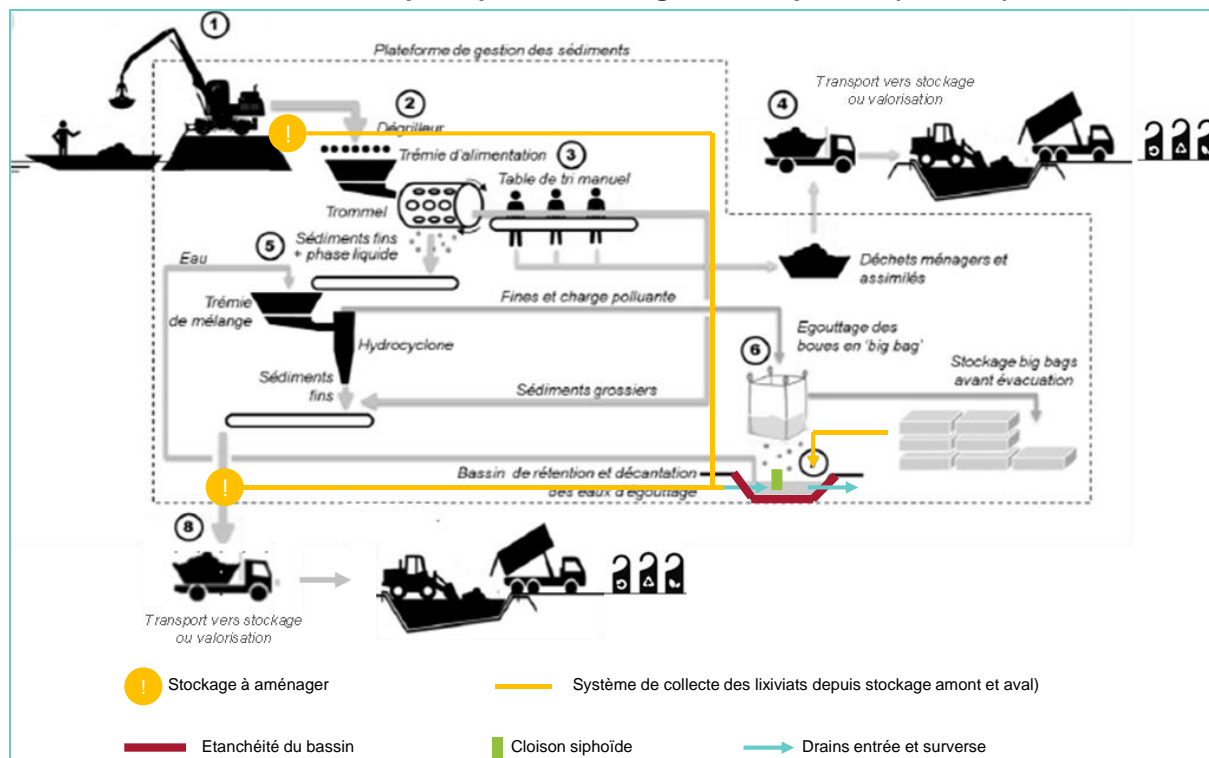 1
Plateforme de gestion des sédiments
Transport vers stockage
ou valorisation
2
4
Dégrilleur
!
Trémie d'alimentation
3
Table de tri manuel
Trommel
5
Sédiments fins
+ phase liquide
Eau
Déchets ménagers et
assimilés
Fines et charge polluante
Trémie
de mélange
Egouttage des
boues en 'big bag'
6
Hydrocyclone
Stockage big bags
avant évacuation
Sédiments
fins
Sédiments grossiers
Bassin de rétention et décantation
des eaux d'égouttage
!
8
Transport vers stockage
ou valorisation
! Stockage à aménager
Système de collecte des lixiviats depuis stockage amont et aval)
Etanchéité du bassin
Cloison siphoïde
Drains entrée et surverse